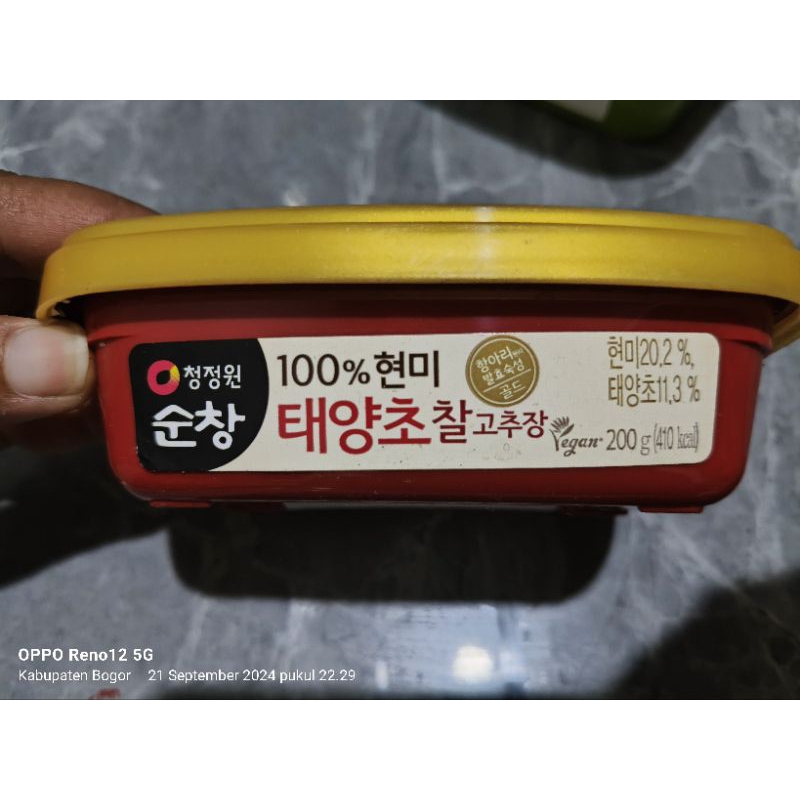 청정원
순창
100% 현미
태양초찰고추장
항아리
발효숙성
골드
Vegan
현미20,2 %,
태양초11,3 %
200 g (410 kcal)
OPPO Reno12 5G
Kabupaten Bogor 21 September 2024 pukul 22.29